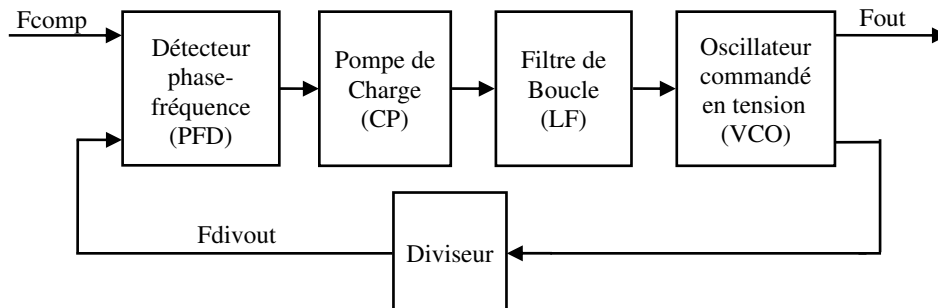 Fcomp
Détecteur
phase-
fréquence
(PFD)
Pompe de
Charge
(CP)
Filtre de
Boucle
(LF)
Oscillateur
commandé
en tension
(VCO)
Fout
Fdivout
Diviseur